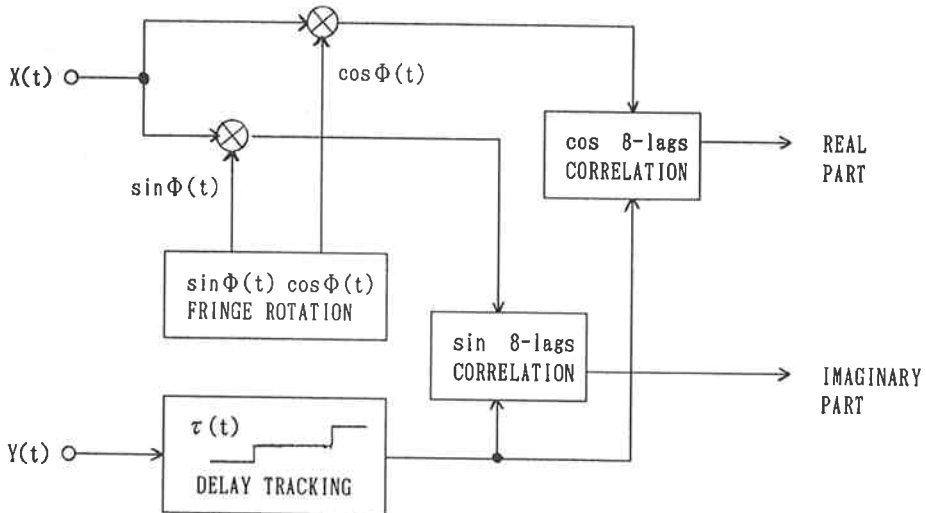 X(t)
cosΦ(t)
sinΦ(t)
cos 8-lags
CORRELATION
REAL
PART
sinΦ(t) cosΦ(t)
FRINGE ROTATION
sin 8-lags
CORRELATION
IMAGINARY
PART
Y(t)
τ(t)
DELAY TRACKING